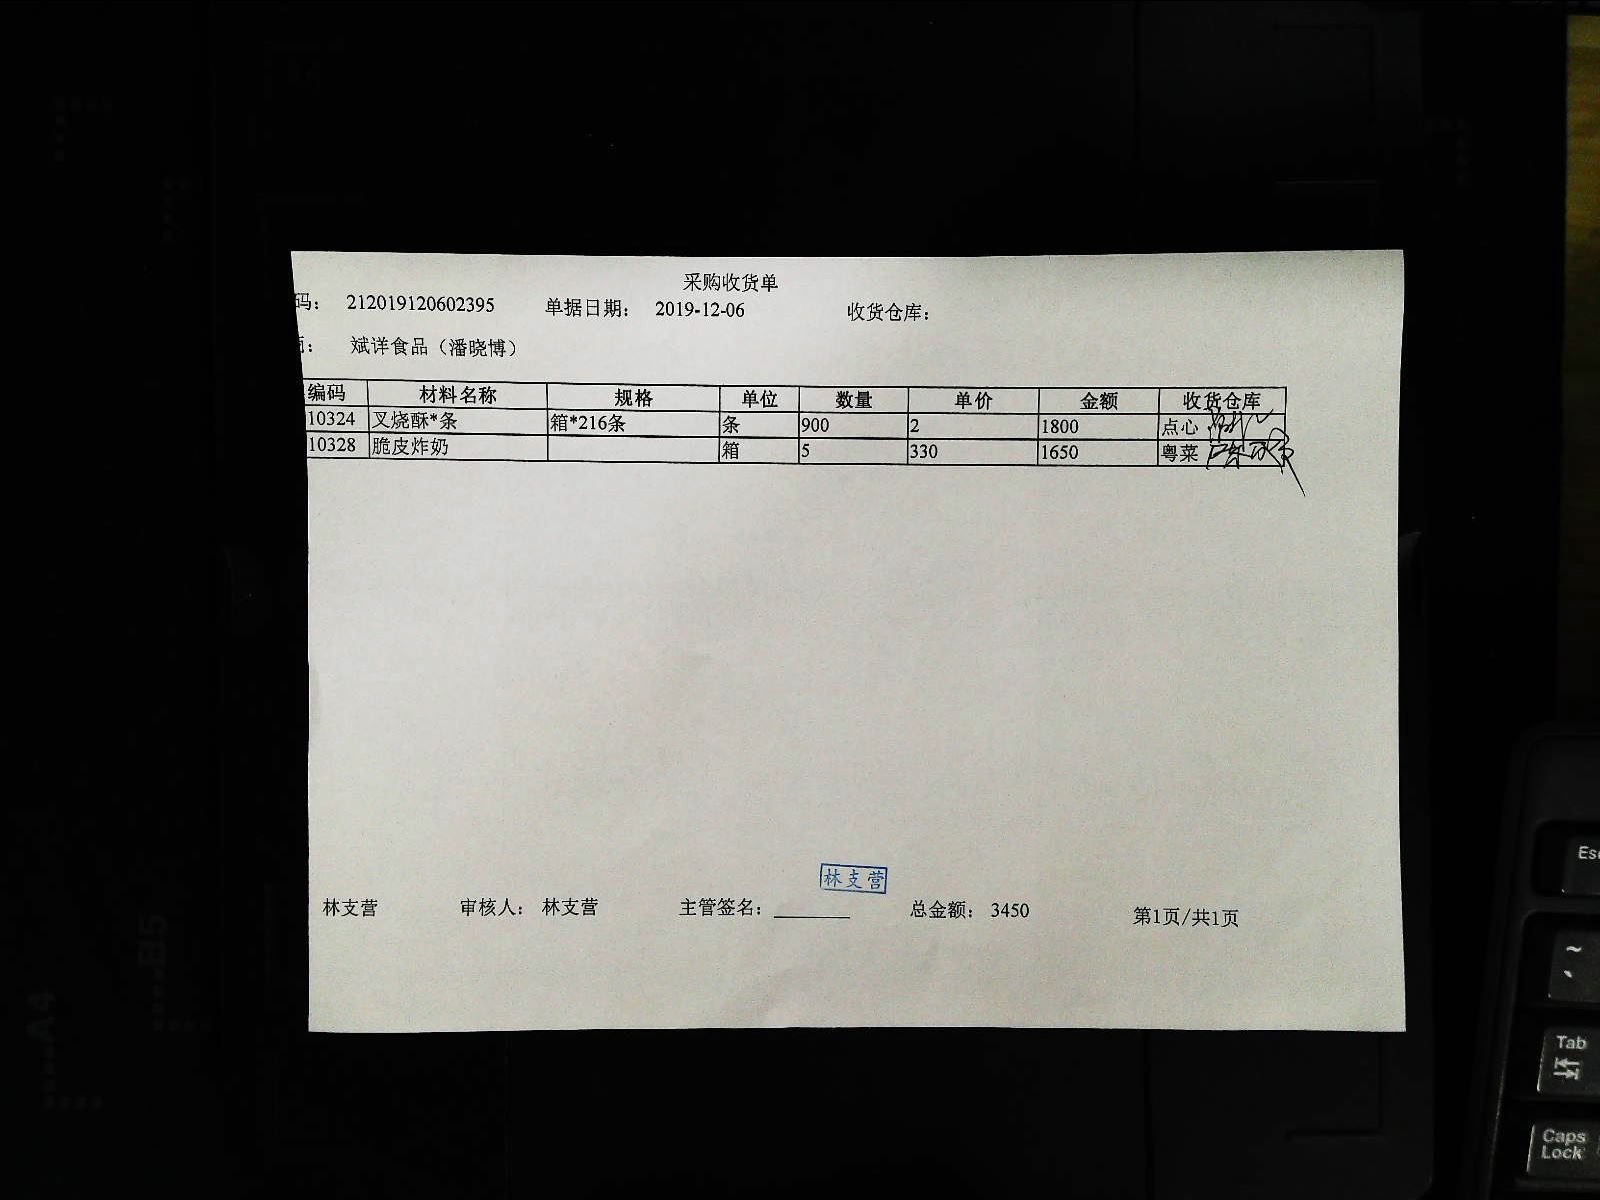 采购收货单
码： 212019120602395 单据日期： 2019-12-06 收货仓库：
： 斌详食品（潘晓博）
编码 材料名称 规格 单位 数量 单价 金额 收货仓库
10324 叉烧酥*条 箱*216条 条 900 2 1800 点心
10328 脆皮炸奶 箱 5 330 1650 粤菜
林支营
林支营 审核人： 林支营 主管签名： 总金额： 3450 第1页/共1页
Esc
~
Tab
Caps
Lock
A4
B5